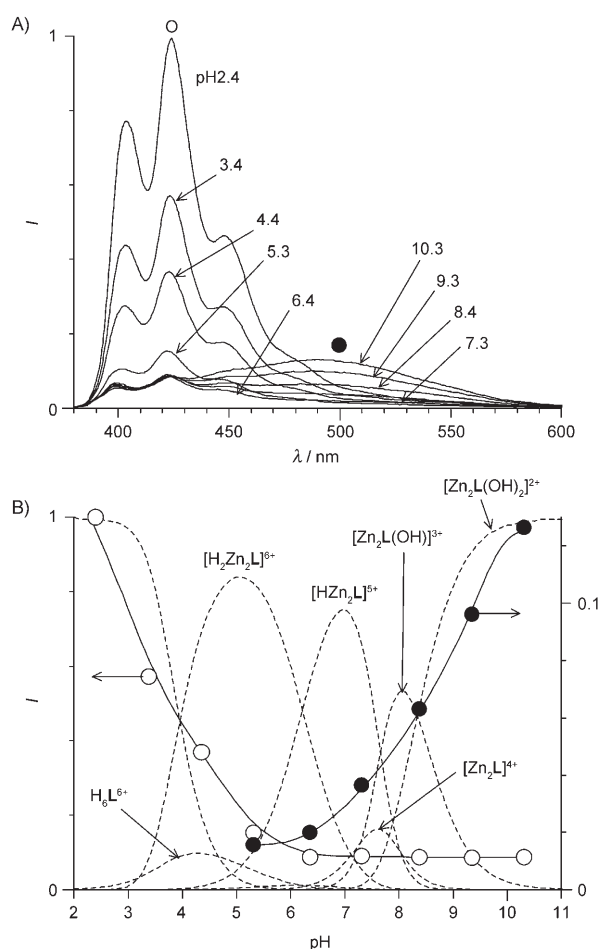 A)
1
I
0
pH2.4
3.4
4.4
5.3
6.4
10.3
9.3
8.4
7.3
400
450
500
550
600
λ / nm
B)
1
I
0
[H₂Zn₂L]⁶⁺
[HZn₂L]⁵⁺
[Zn₂L(OH)]³⁺
[Zn₂L(OH)₂]²⁺
0.1
[Zn₂L]⁴⁺
H₆L⁶⁺
0
2
3
4
5
6
7
8
9
10
11
pH